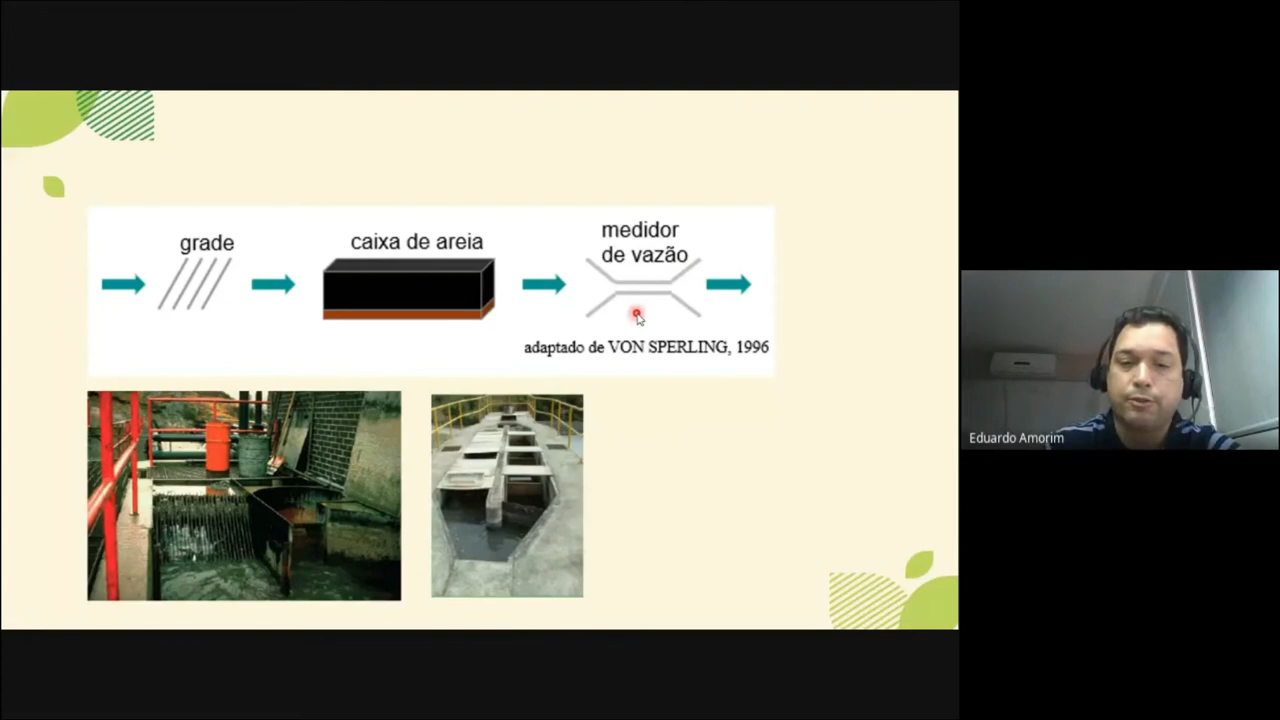 grade
caixa de areia
medidor
de vazão
adaptado de VON SPERLING, 1996
Eduardo Amorim